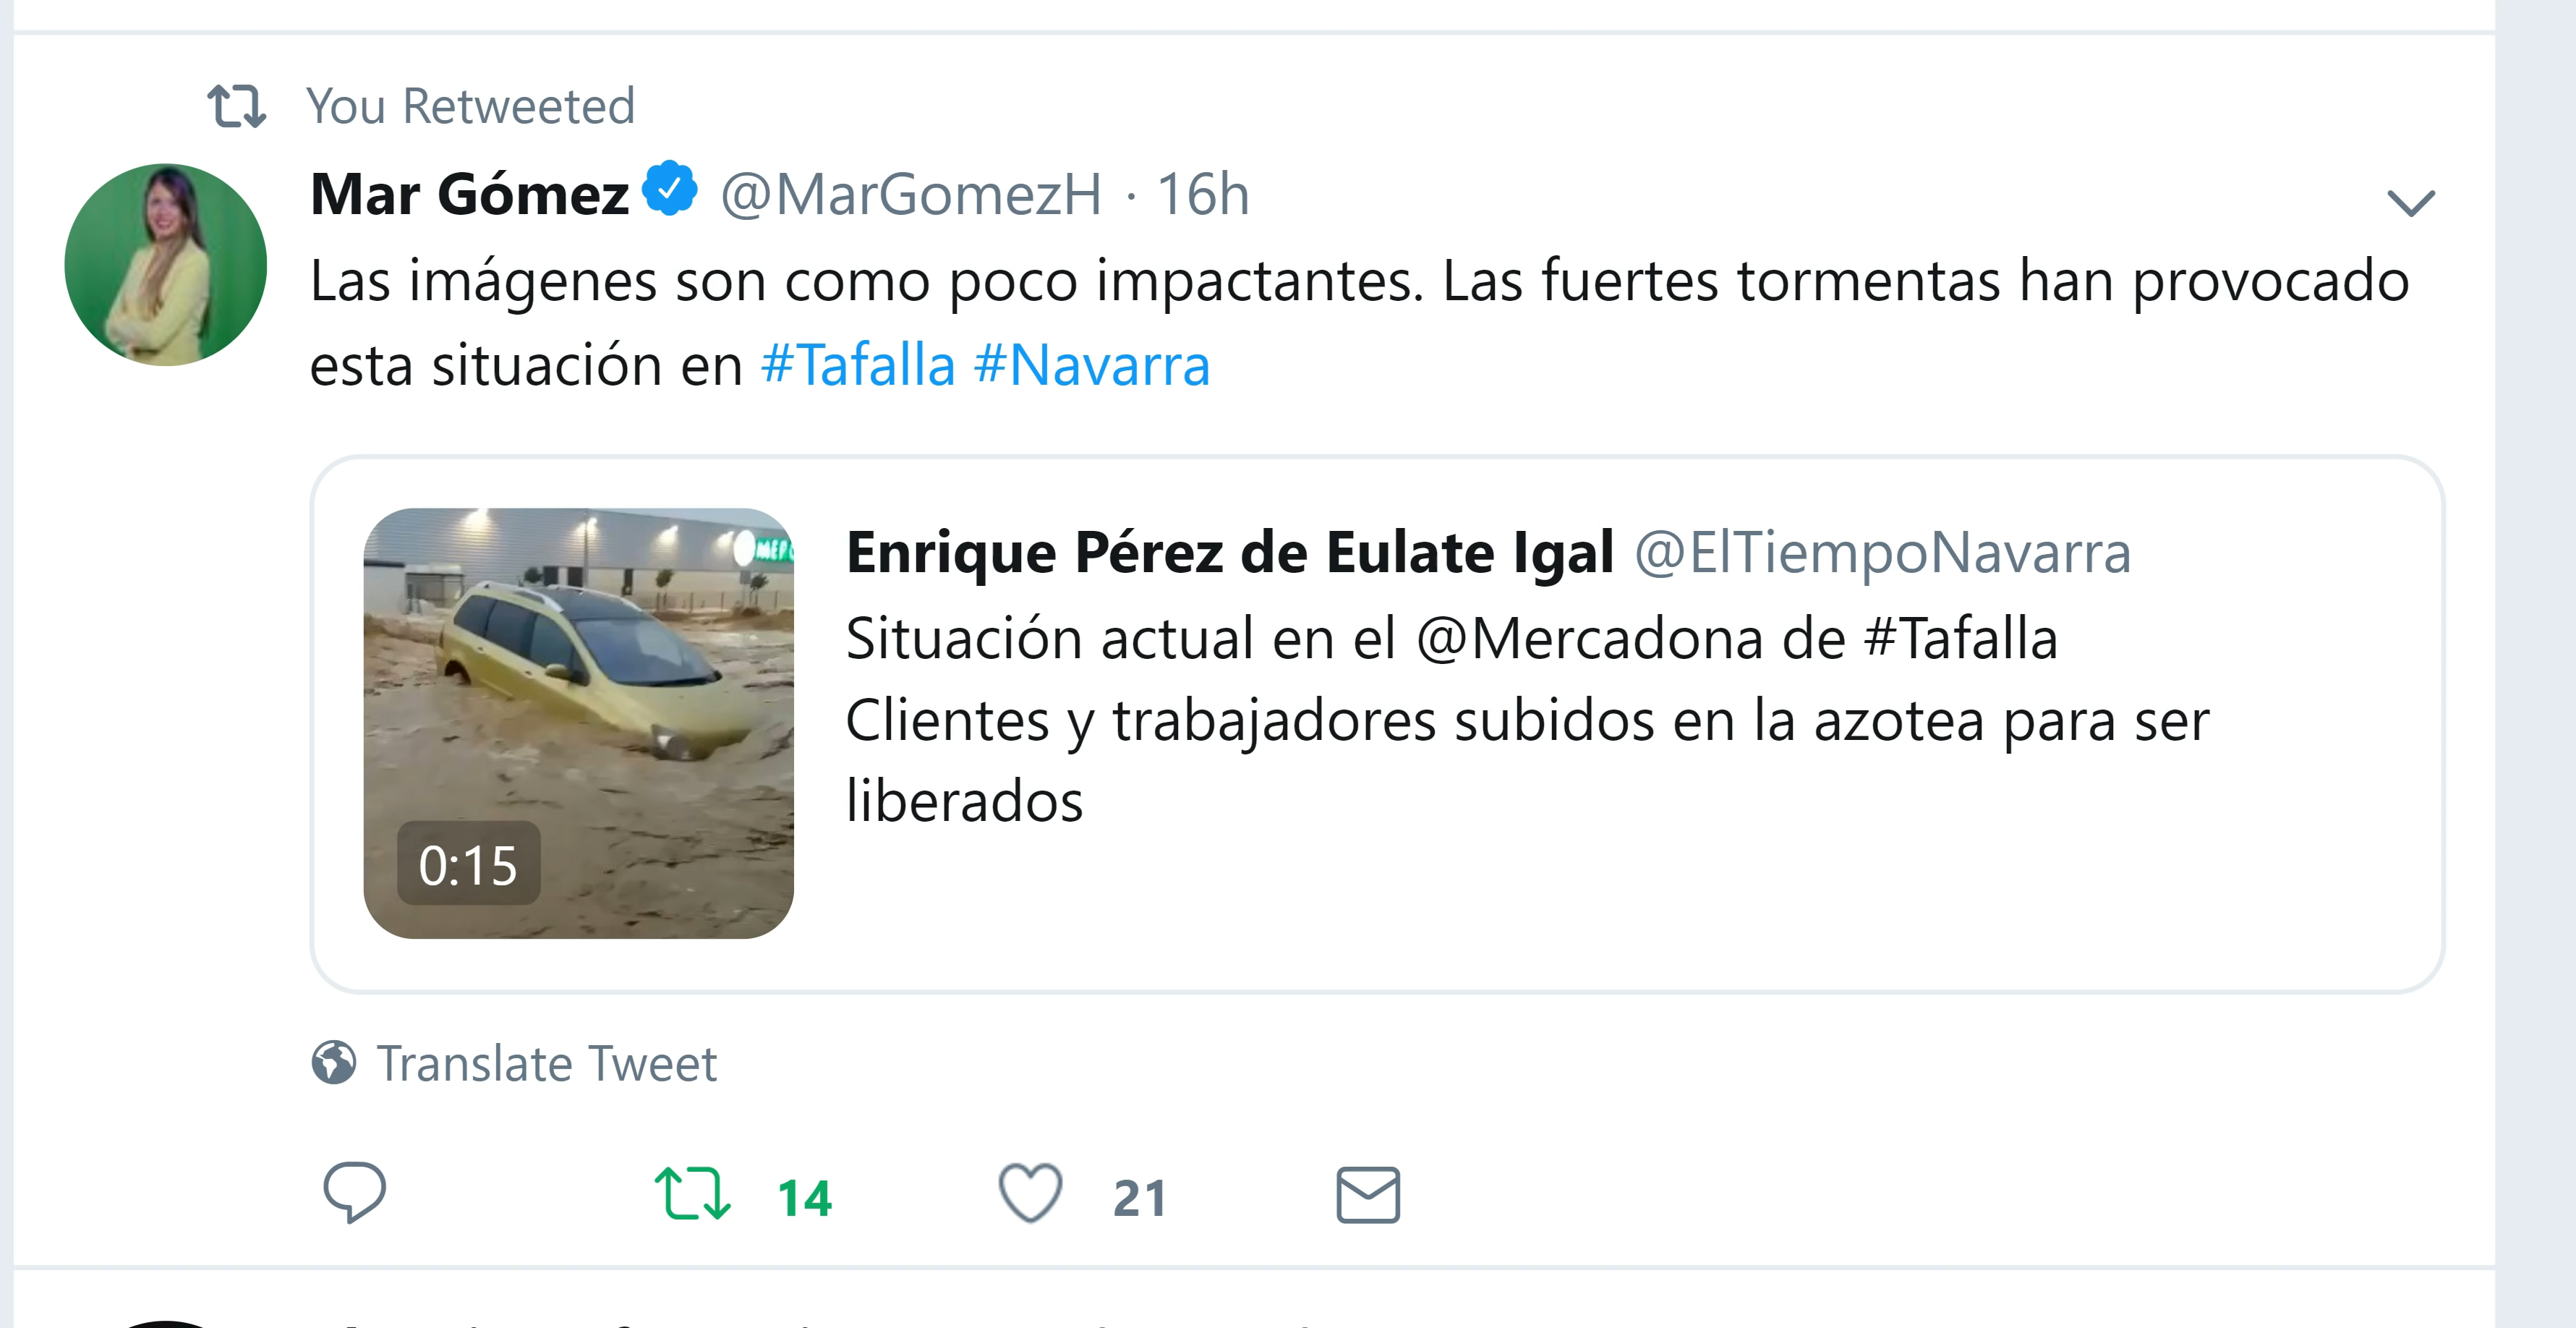 You Retweeted
Mar Gómez @MarGomezH · 16h
Las imágenes son como poco impactantes. Las fuertes tormentas han provocado
esta situación en #Tafalla #Navarra
Enrique Pérez de Eulate Igal @ElTiempoNavarra
Situación actual en el @Mercadona de #Tafalla
Clientes y trabajadores subidos en la azotea para ser
liberados
0:15
Translate Tweet
14 21